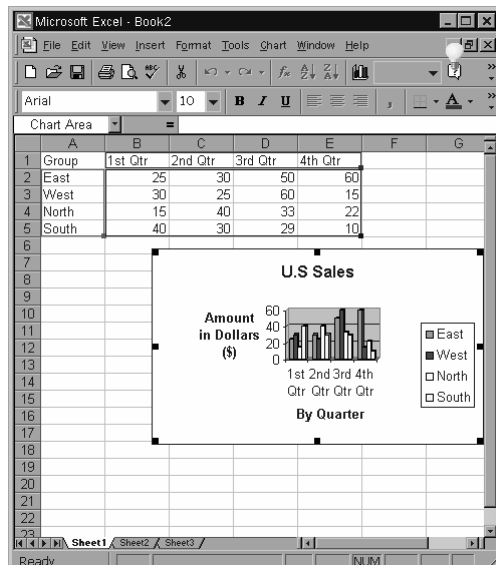 Microsoft Excel - Book2
File Edit View Insert Format Tools Chart Window Help
Arial 10 B I U
Chart Area =
A B C D E F G
1 Group 1st Qtr 2nd Qtr 3rd Qtr 4th Qtr
2 East 25 30 50 60
3 West 30 25 60 15
4 North 15 40 33 22
5 South 40 30 29 10
6
7
8
9
10
11
12
13
14
15
16
17
18
19
20
21
22
23
U.S Sales
Amount
in Dollars
($)
60
40
20
0
1st 2nd 3rd 4th
Qtr Qtr Qtr Qtr
By Quarter
East
West
North
South
Sheet1 Sheet2 Sheet3
Ready NUM